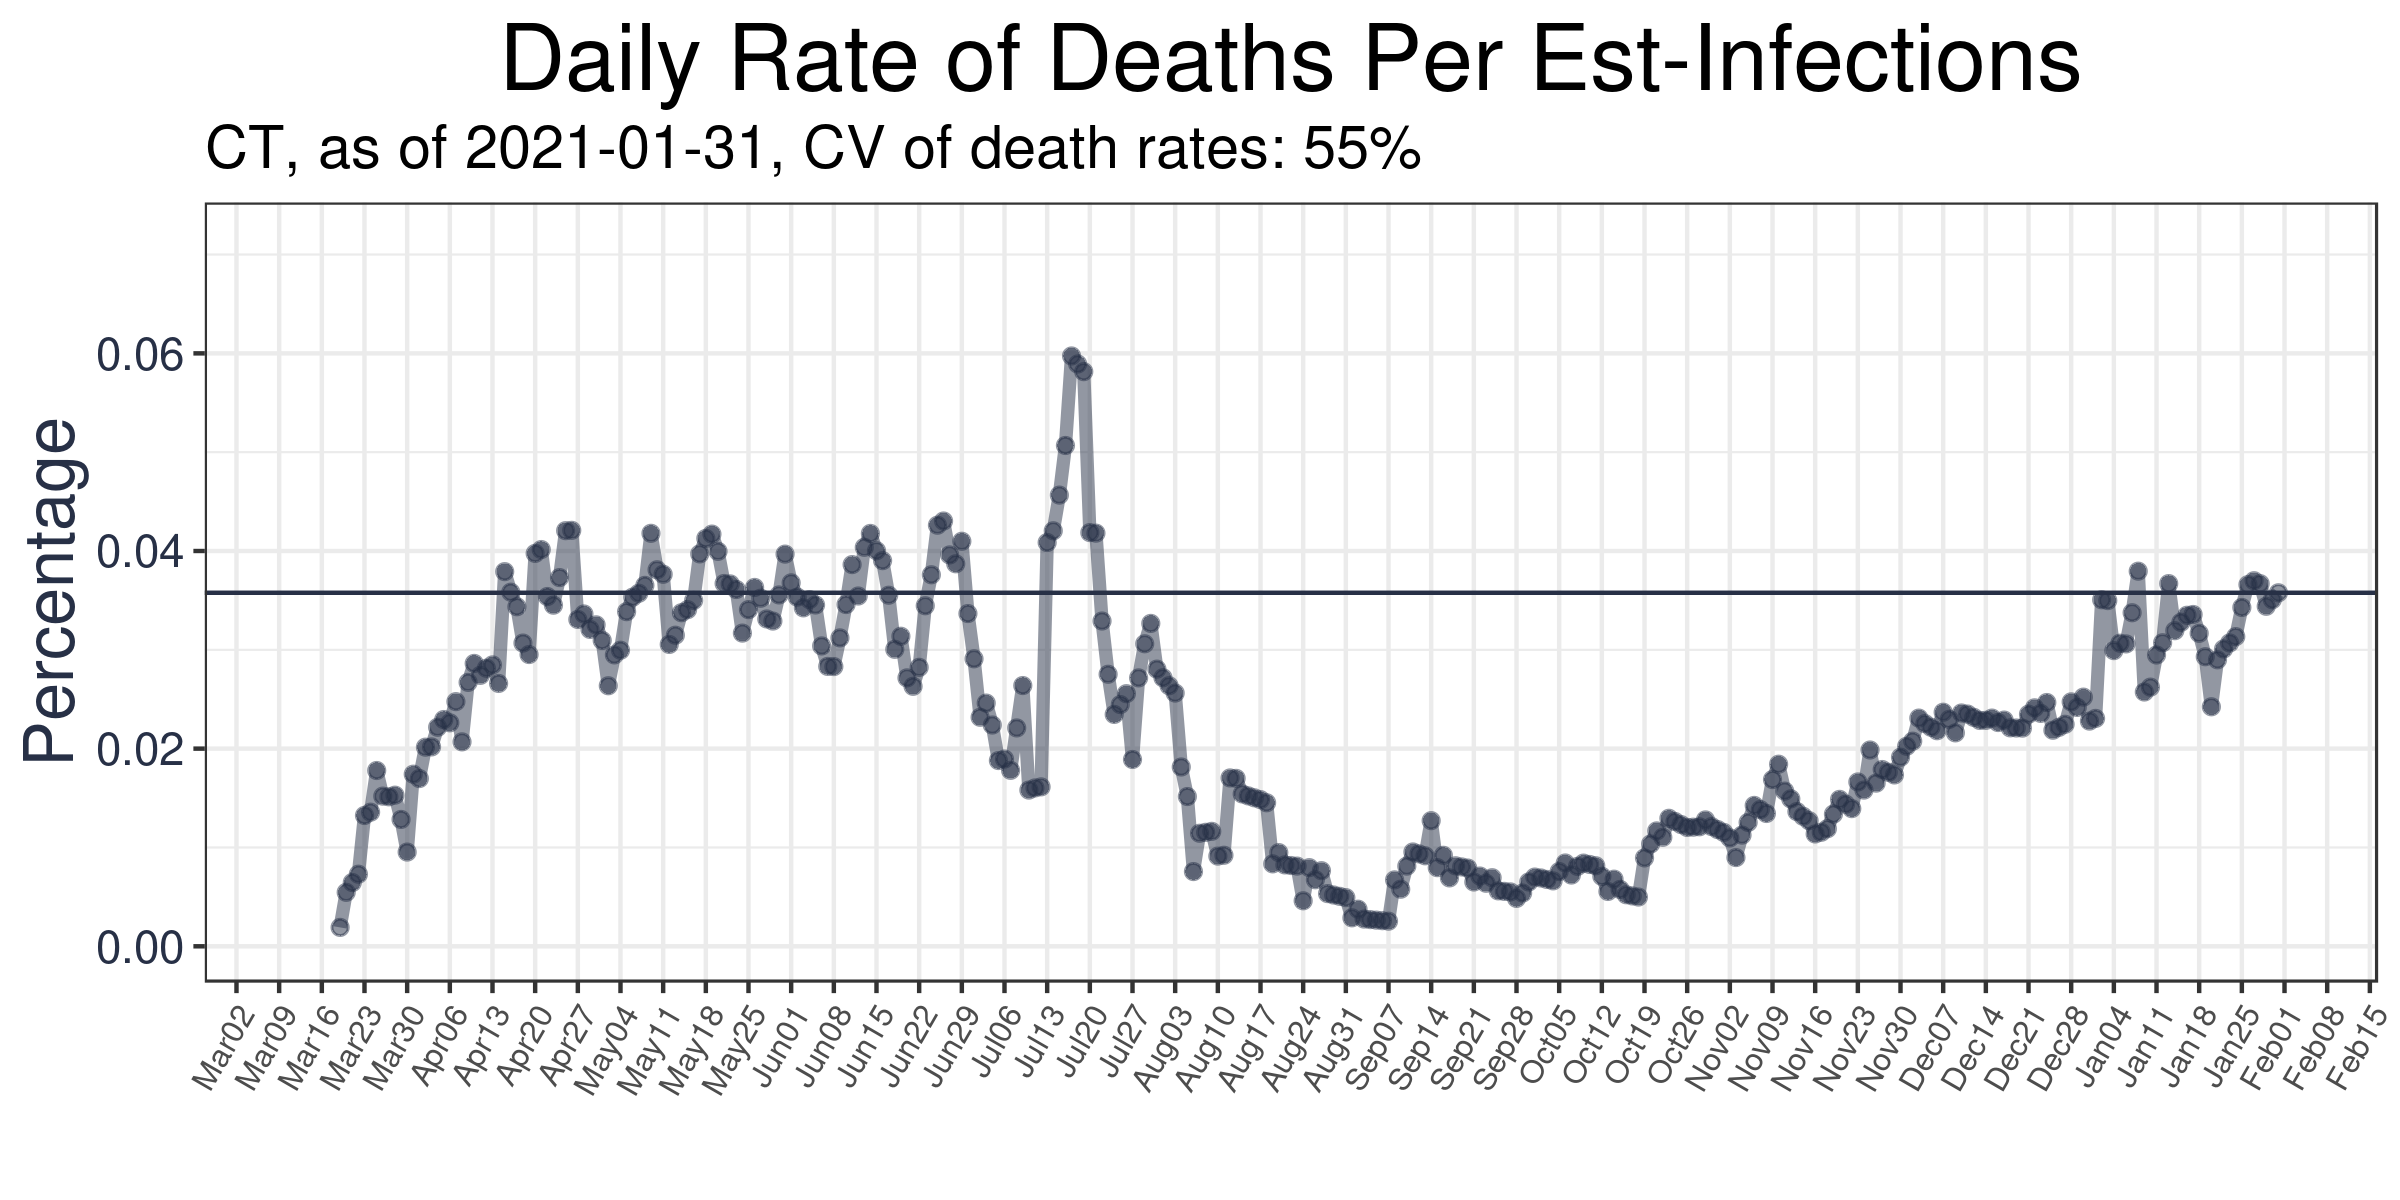 Daily Rate of Deaths Per Est-Infections
CT, as of 2021-01-31, CV of death rates: 55%
Percentage
0.06
0.04
0.02
0.00
Mar02
Mar09
Mar16
Mar23
Mar30
Apr06
Apr13
Apr20
Apr27
May04
May11
May18
May25
Jun01
Jun08
Jun15
Jun22
Jun29
Jul06
Jul13
Jul20
Jul27
Aug03
Aug10
Aug17
Aug24
Aug31
Sep07
Sep14
Sep21
Sep28
Oct05
Oct12
Oct19
Oct26
Nov02
Nov09
Nov16
Nov23
Nov30
Dec07
Dec14
Dec21
Dec28
Jan04
Jan11
Jan18
Jan25
Feb01
Feb08
Feb15